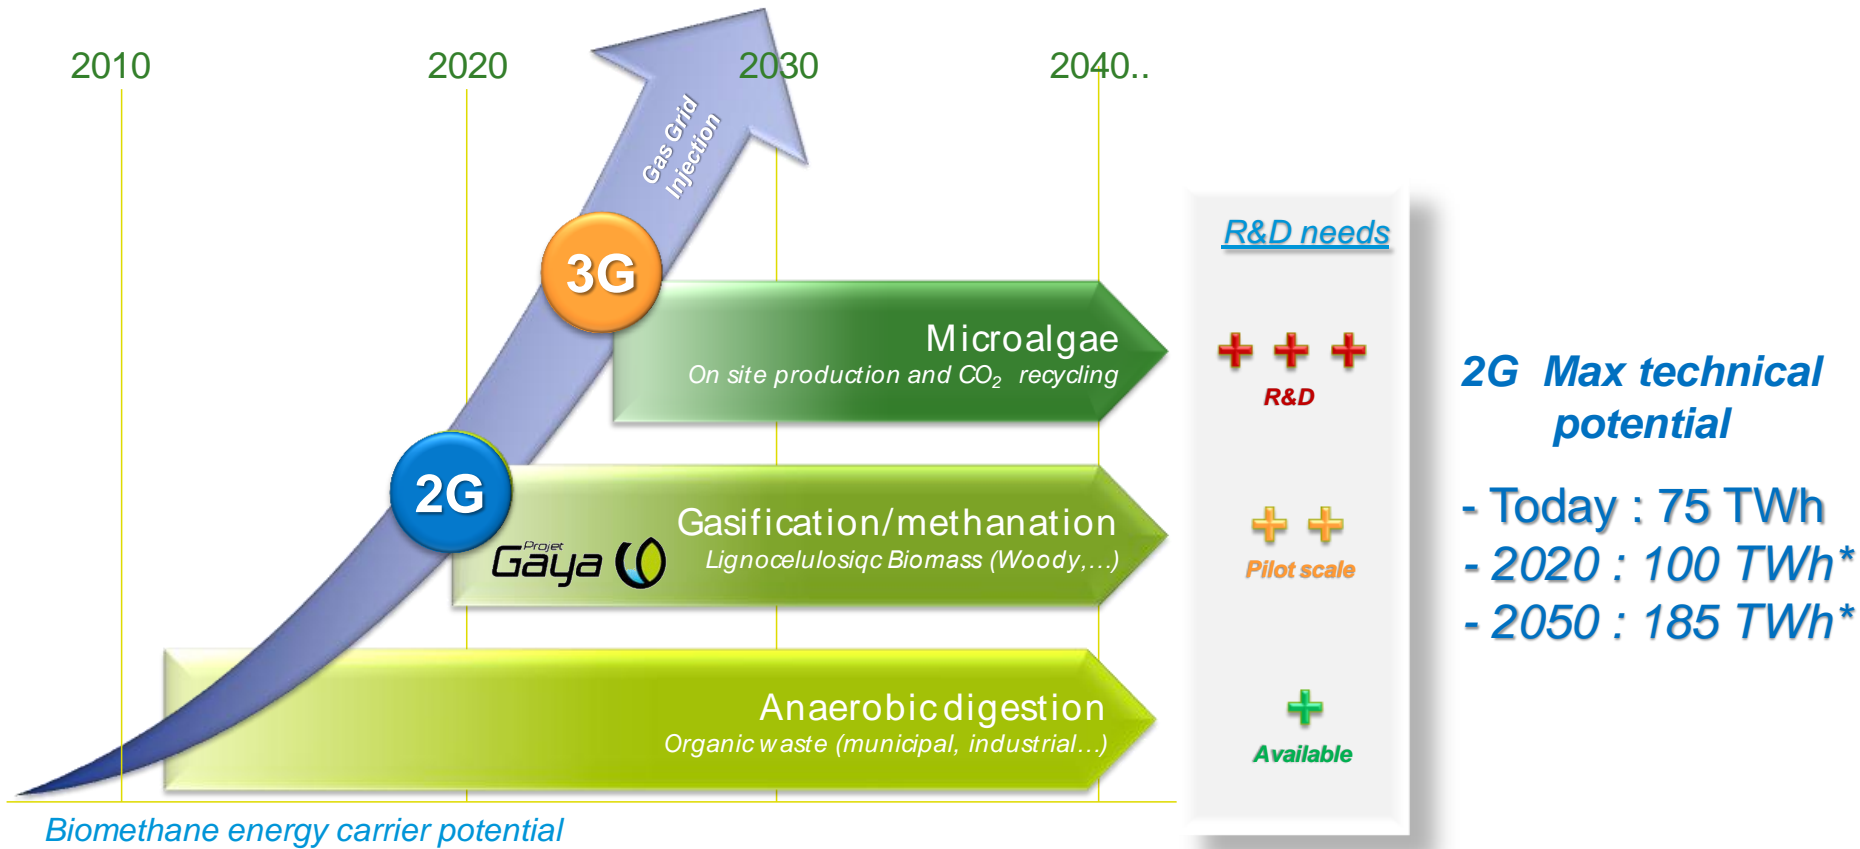 2010
2020
2030
2040..
Gas Grid
Injection
3G
Microalgae
On site production and CO₂ recycling
2G
Projet
Gaya
Gasification/methanation
Lignocelulosiqc Biomass (Woody,…)
Anaerobic digestion
Organic waste (municipal, industrial…)
Biomethane energy carrier potential
R&D needs
+ + +
R&D
+ +
Pilot scale
+
Available
2G Max technical
potential
- Today : 75 TWh
- 2020 : 100 TWh*
- 2050 : 185 TWh*